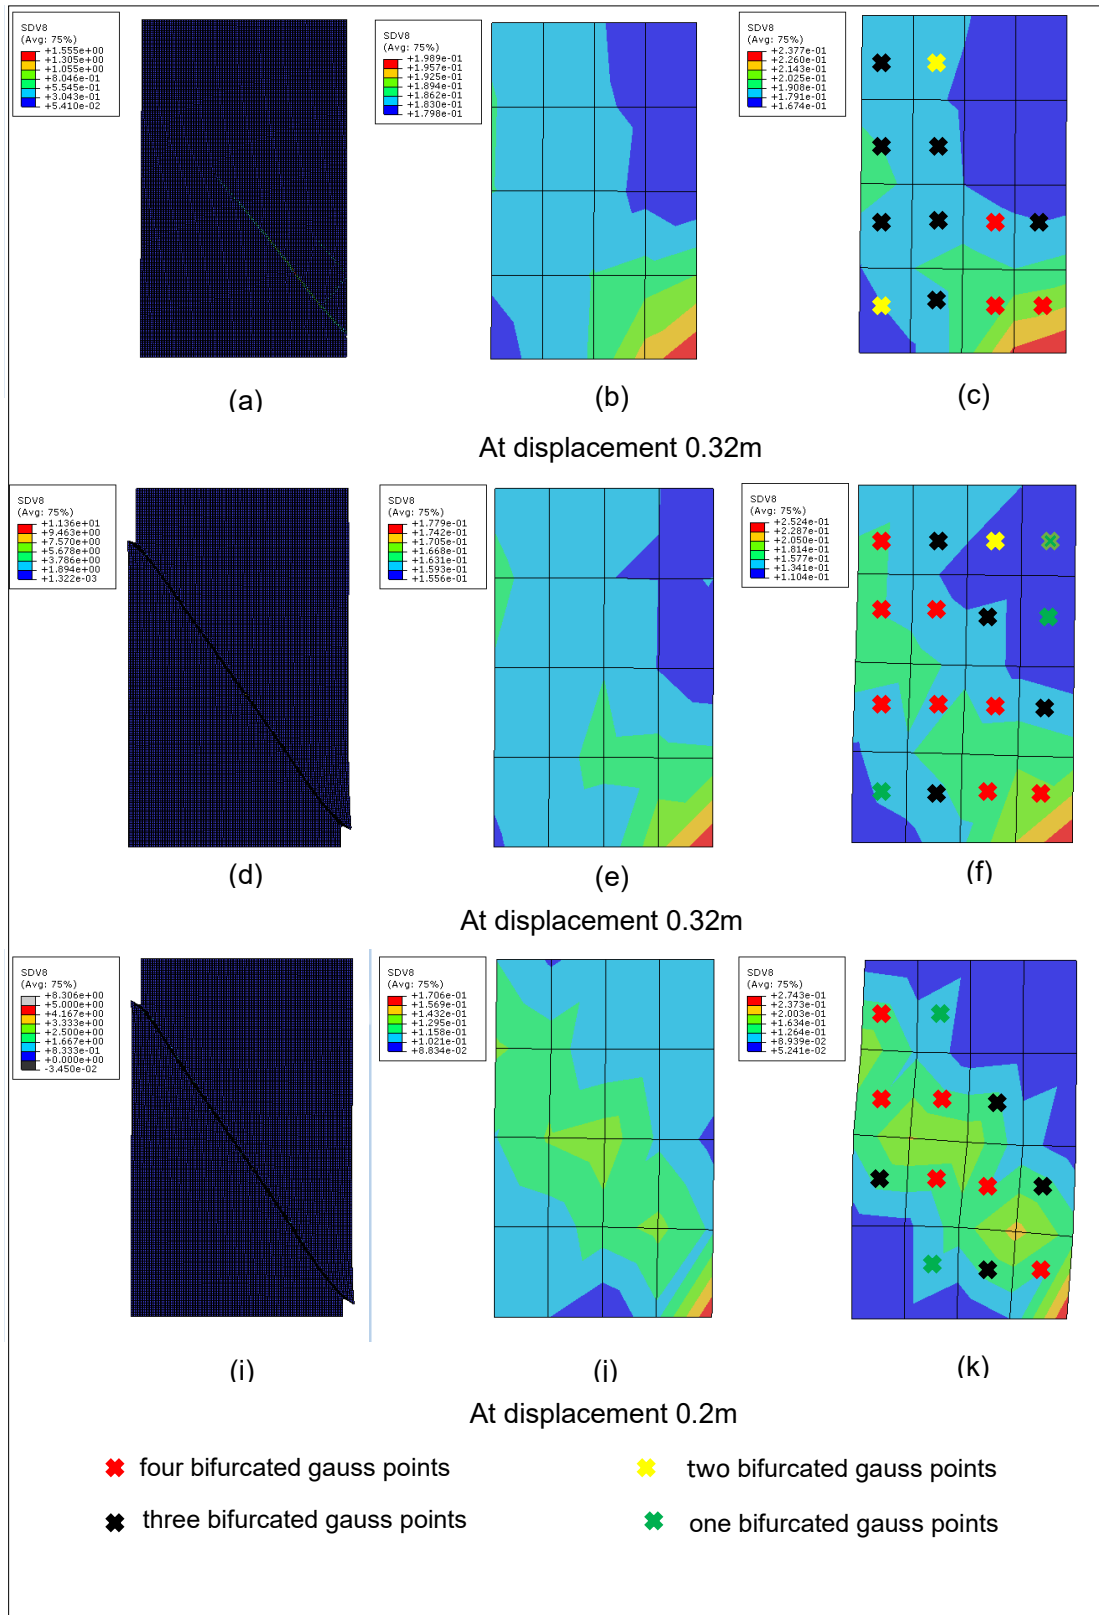 SDV8
(Avg: 75%)
+1.555e+00
+1.305e+00
+1.055e+00
+8.046e-01
+5.545e-01
+3.043e-01
+5.410e-02
SDV8
(Avg: 75%)
+1.989e-01
+1.957e-01
+1.925e-01
+1.894e-01
+1.862e-01
+1.830e-01
+1.798e-01
SDV8
(Avg: 75%)
+2.377e-01
+2.260e-01
+2.143e-01
+2.025e-01
+1.908e-01
+1.791e-01
+1.674e-01
(a)
(b)
(c)
At displacement 0.32m
SDV8
(Avg: 75%)
+1.136e+01
+9.463e+00
+7.570e+00
+5.678e+00
+3.786e+00
+1.894e+00
+1.322e-03
SDV8
(Avg: 75%)
+1.779e-01
+1.742e-01
+1.705e-01
+1.668e-01
+1.631e-01
+1.593e-01
+1.556e-01
SDV8
(Avg: 75%)
+2.524e-01
+2.287e-01
+2.050e-01
+1.814e-01
+1.577e-01
+1.341e-01
+1.104e-01
(d)
(e)
(f)
At displacement 0.32m
SDV8
(Avg: 75%)
+8.306e+00
+5.000e+00
+4.167e+00
+3.333e+00
+2.500e+00
+1.667e+00
+8.333e-01
+0.000e+00
-3.450e-02
SDV8
(Avg: 75%)
+1.706e-01
+1.569e-01
+1.432e-01
+1.295e-01
+1.158e-01
+1.021e-01
+8.834e-02
SDV8
(Avg: 75%)
+2.743e-01
+2.373e-01
+2.003e-01
+1.634e-01
+1.264e-01
+8.939e-02
+5.241e-02
(i)
(j)
(k)
At displacement 0.2m
four bifurcated gauss points
two bifurcated gauss points
three bifurcated gauss points
one bifurcated gauss points